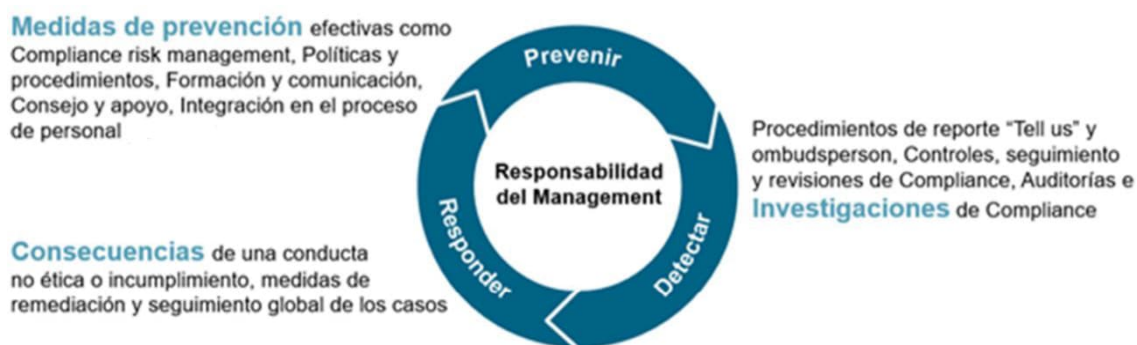 Medidas de prevención efectivas como
Compliance risk management, Políticas y
procedimientos, Formación y comunicación,
Consejo y apoyo, Integración en el proceso
de personal
Prevenir
Responsabilidad
del Management
Procedimientos de reporte “Tell us” y
ombudsperson, Controles, seguimiento
y revisiones de Compliance, Auditorías e
Investigaciones de Compliance
Detectar
Responder
Consecuencias de una conducta
no ética o incumplimiento, medidas de
remediación y seguimiento global de los casos